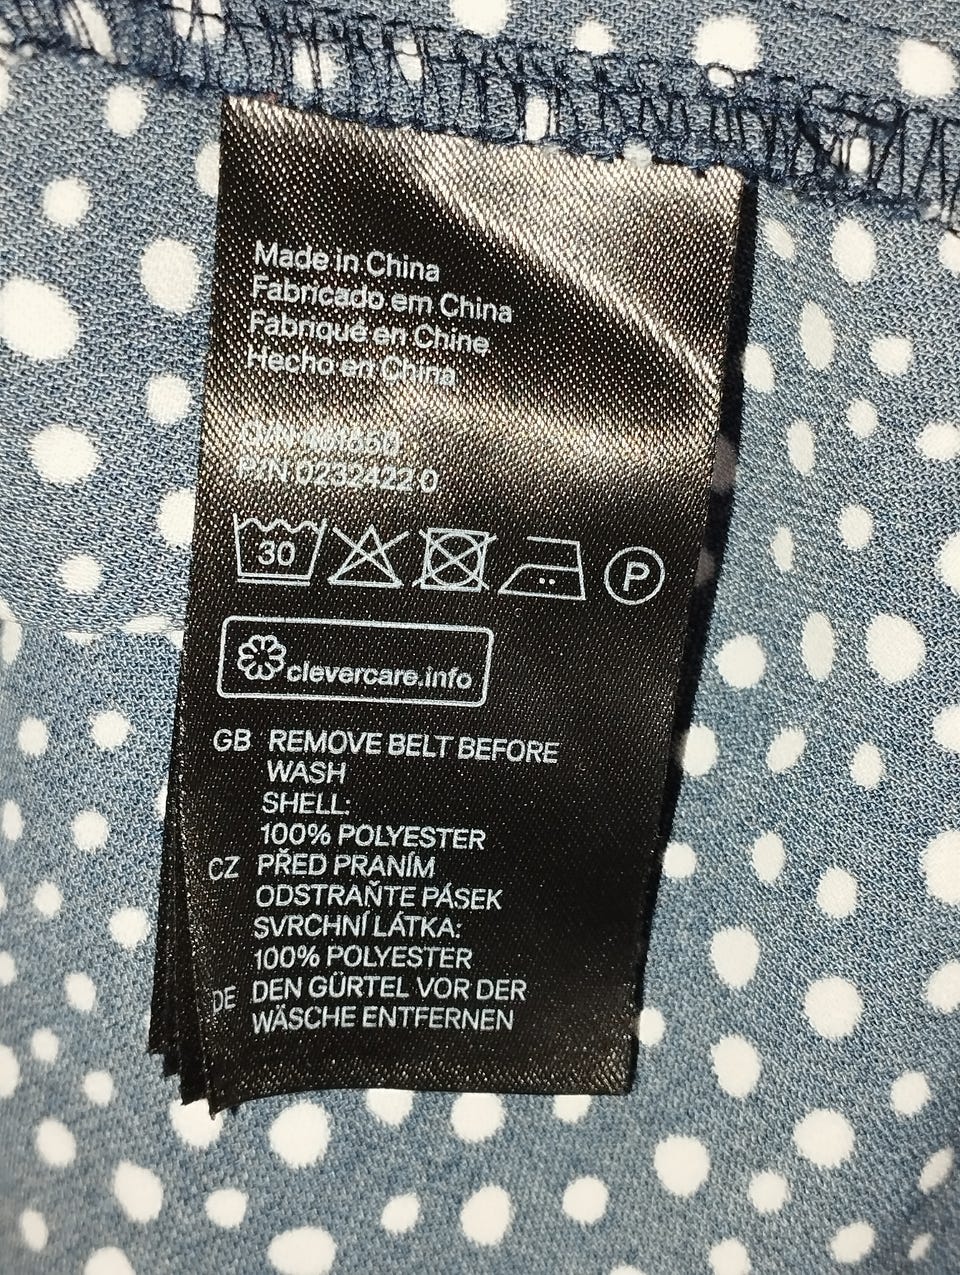 Made in China
Fabricado em China
Fabriqué en Chine
Hecho en China
P/N 0232422 0
30
P
clevercare.info
GB REMOVE BELT BEFORE
WASH
SHELL:
100% POLYESTER
CZ PŘED PRANÍM
ODSTRAŇTE PÁSEK
SVRCHNÍ LÁTKA:
100% POLYESTER
DE DEN GÜRTEL VOR DER
WÄSCHE ENTFERNEN